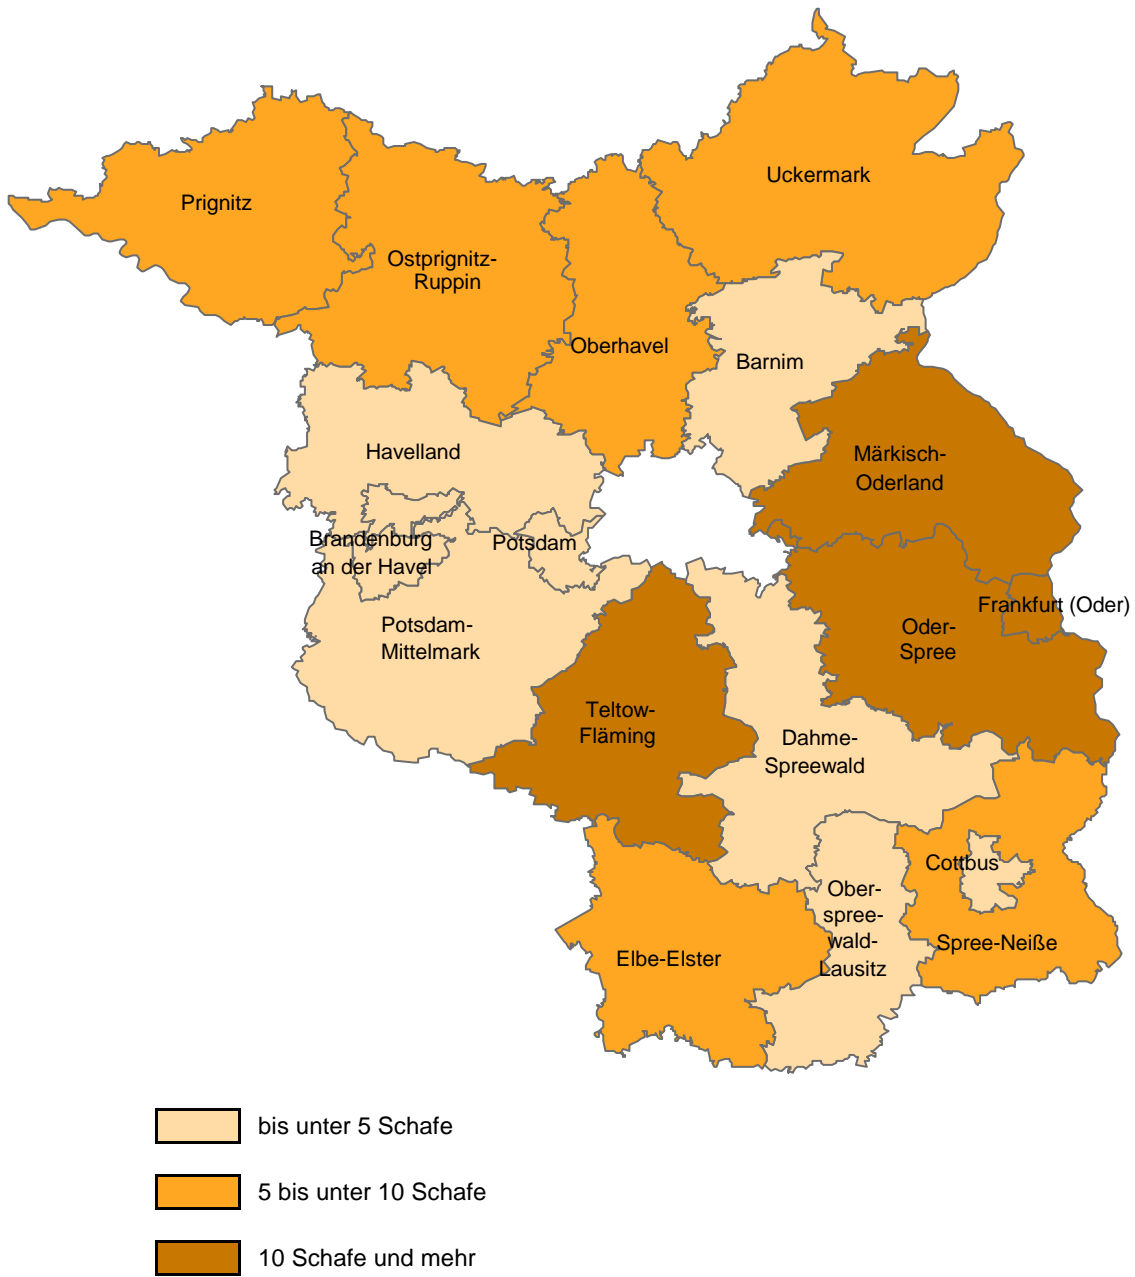 Uckermark
Prignitz
Ostprignitz-
Ruppin
Oberhavel
Barnim
Havelland
Märkisch-
Oderland
Brandenburg
an der Havel
Potsdam
Frankfurt (Oder)
Potsdam-
Mittelmark
Oder-
Spree
Teltow-
Fläming
Dahme-
Spreewald
Cottbus
Ober-
spree-
wald-
Lausitz
Spree-Neiße
Elbe-Elster
bis unter 5 Schafe
5 bis unter 10 Schafe
10 Schafe und mehr